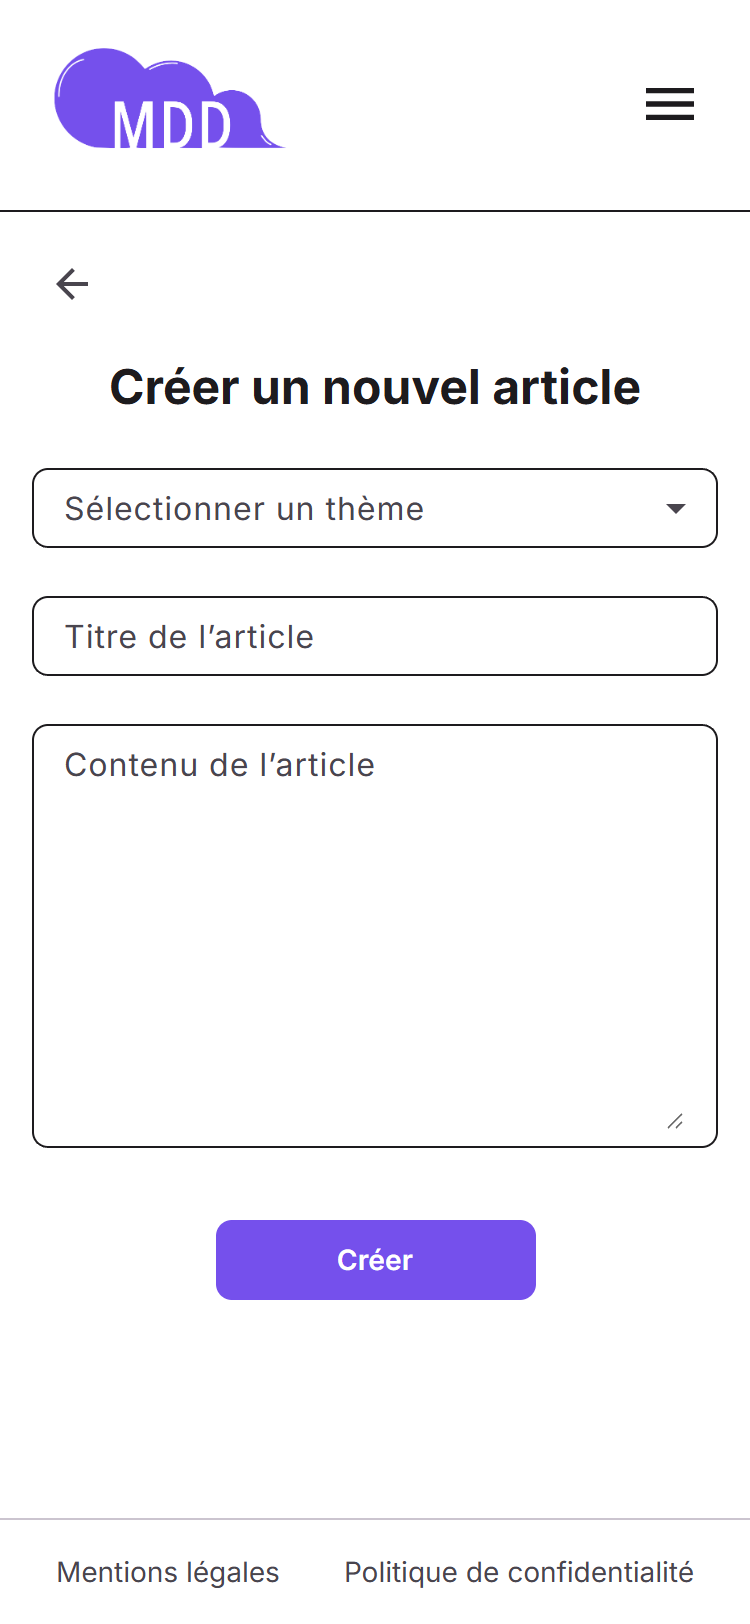 MDD
Créer un nouvel article
Sélectionner un thème
Titre de l’article
Contenu de l’article
Créer
Mentions légales
Politique de confidentialité